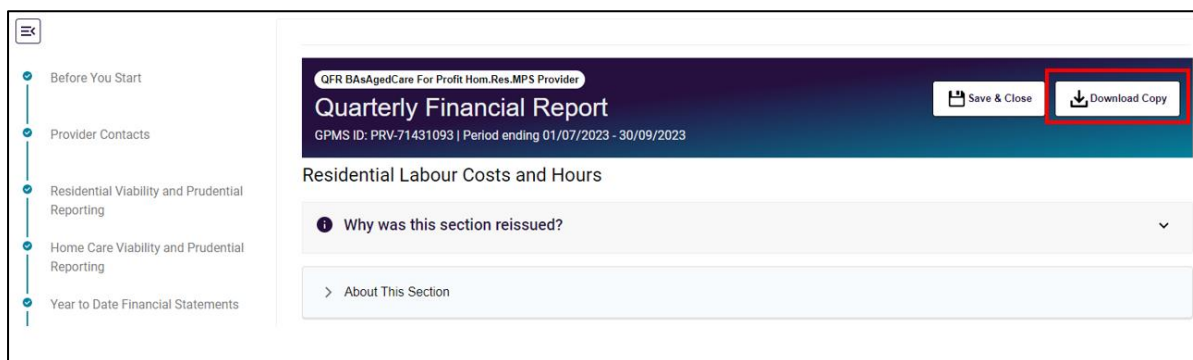 Before You Start
Provider Contacts
Residential Viability and Prudential
Reporting
Home Care Viability and Prudential
Reporting
Year to Date Financial Statements
QFR BAsAgedCare For Profit Hom.Res.MPS Provider
Quarterly Financial Report
GPMS ID: PRV-71431093 | Period ending 01/07/2023 - 30/09/2023
Save & Close
Download Copy
Residential Labour Costs and Hours
Why was this section reissued?
About This Section